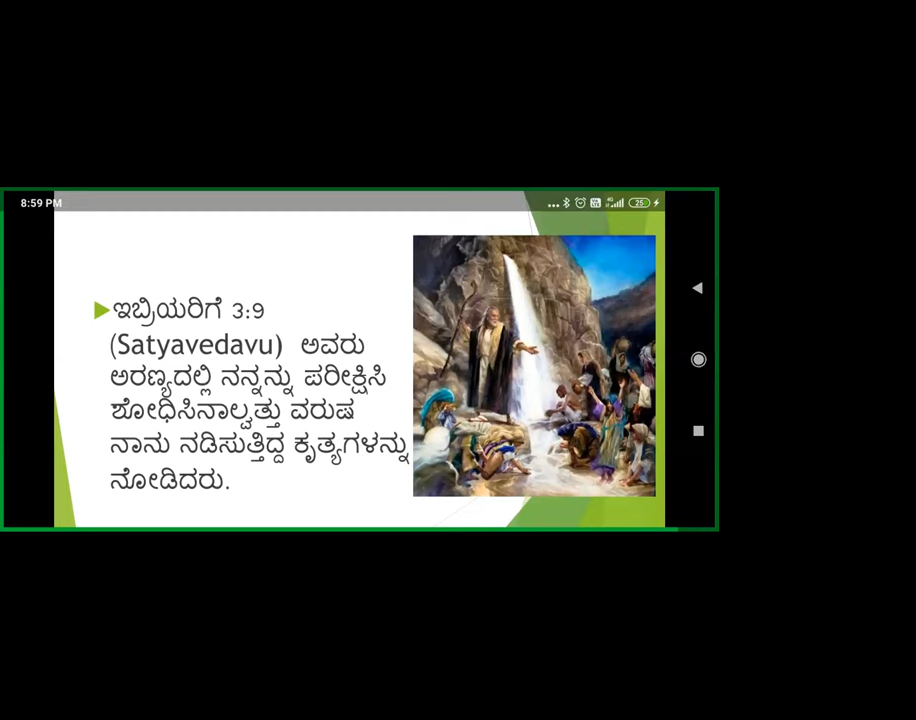 8:59 PM
25
ಇಬ್ರಿಯರಿಗೆ 3:9
(Satyavedavu) ಅವರು
ಅರಣ್ಯದಲ್ಲಿ ನನ್ನನ್ನು ಪರೀಕ್ಷಿಸಿ
ಶೋಧಿಸಿನಾಲ್ವತ್ತು ವರುಷ
ನಾನು ನಡಿಸುತ್ತಿದ್ದ ಕೃತ್ಯಗಳನ್ನು
ನೋಡಿದರು.